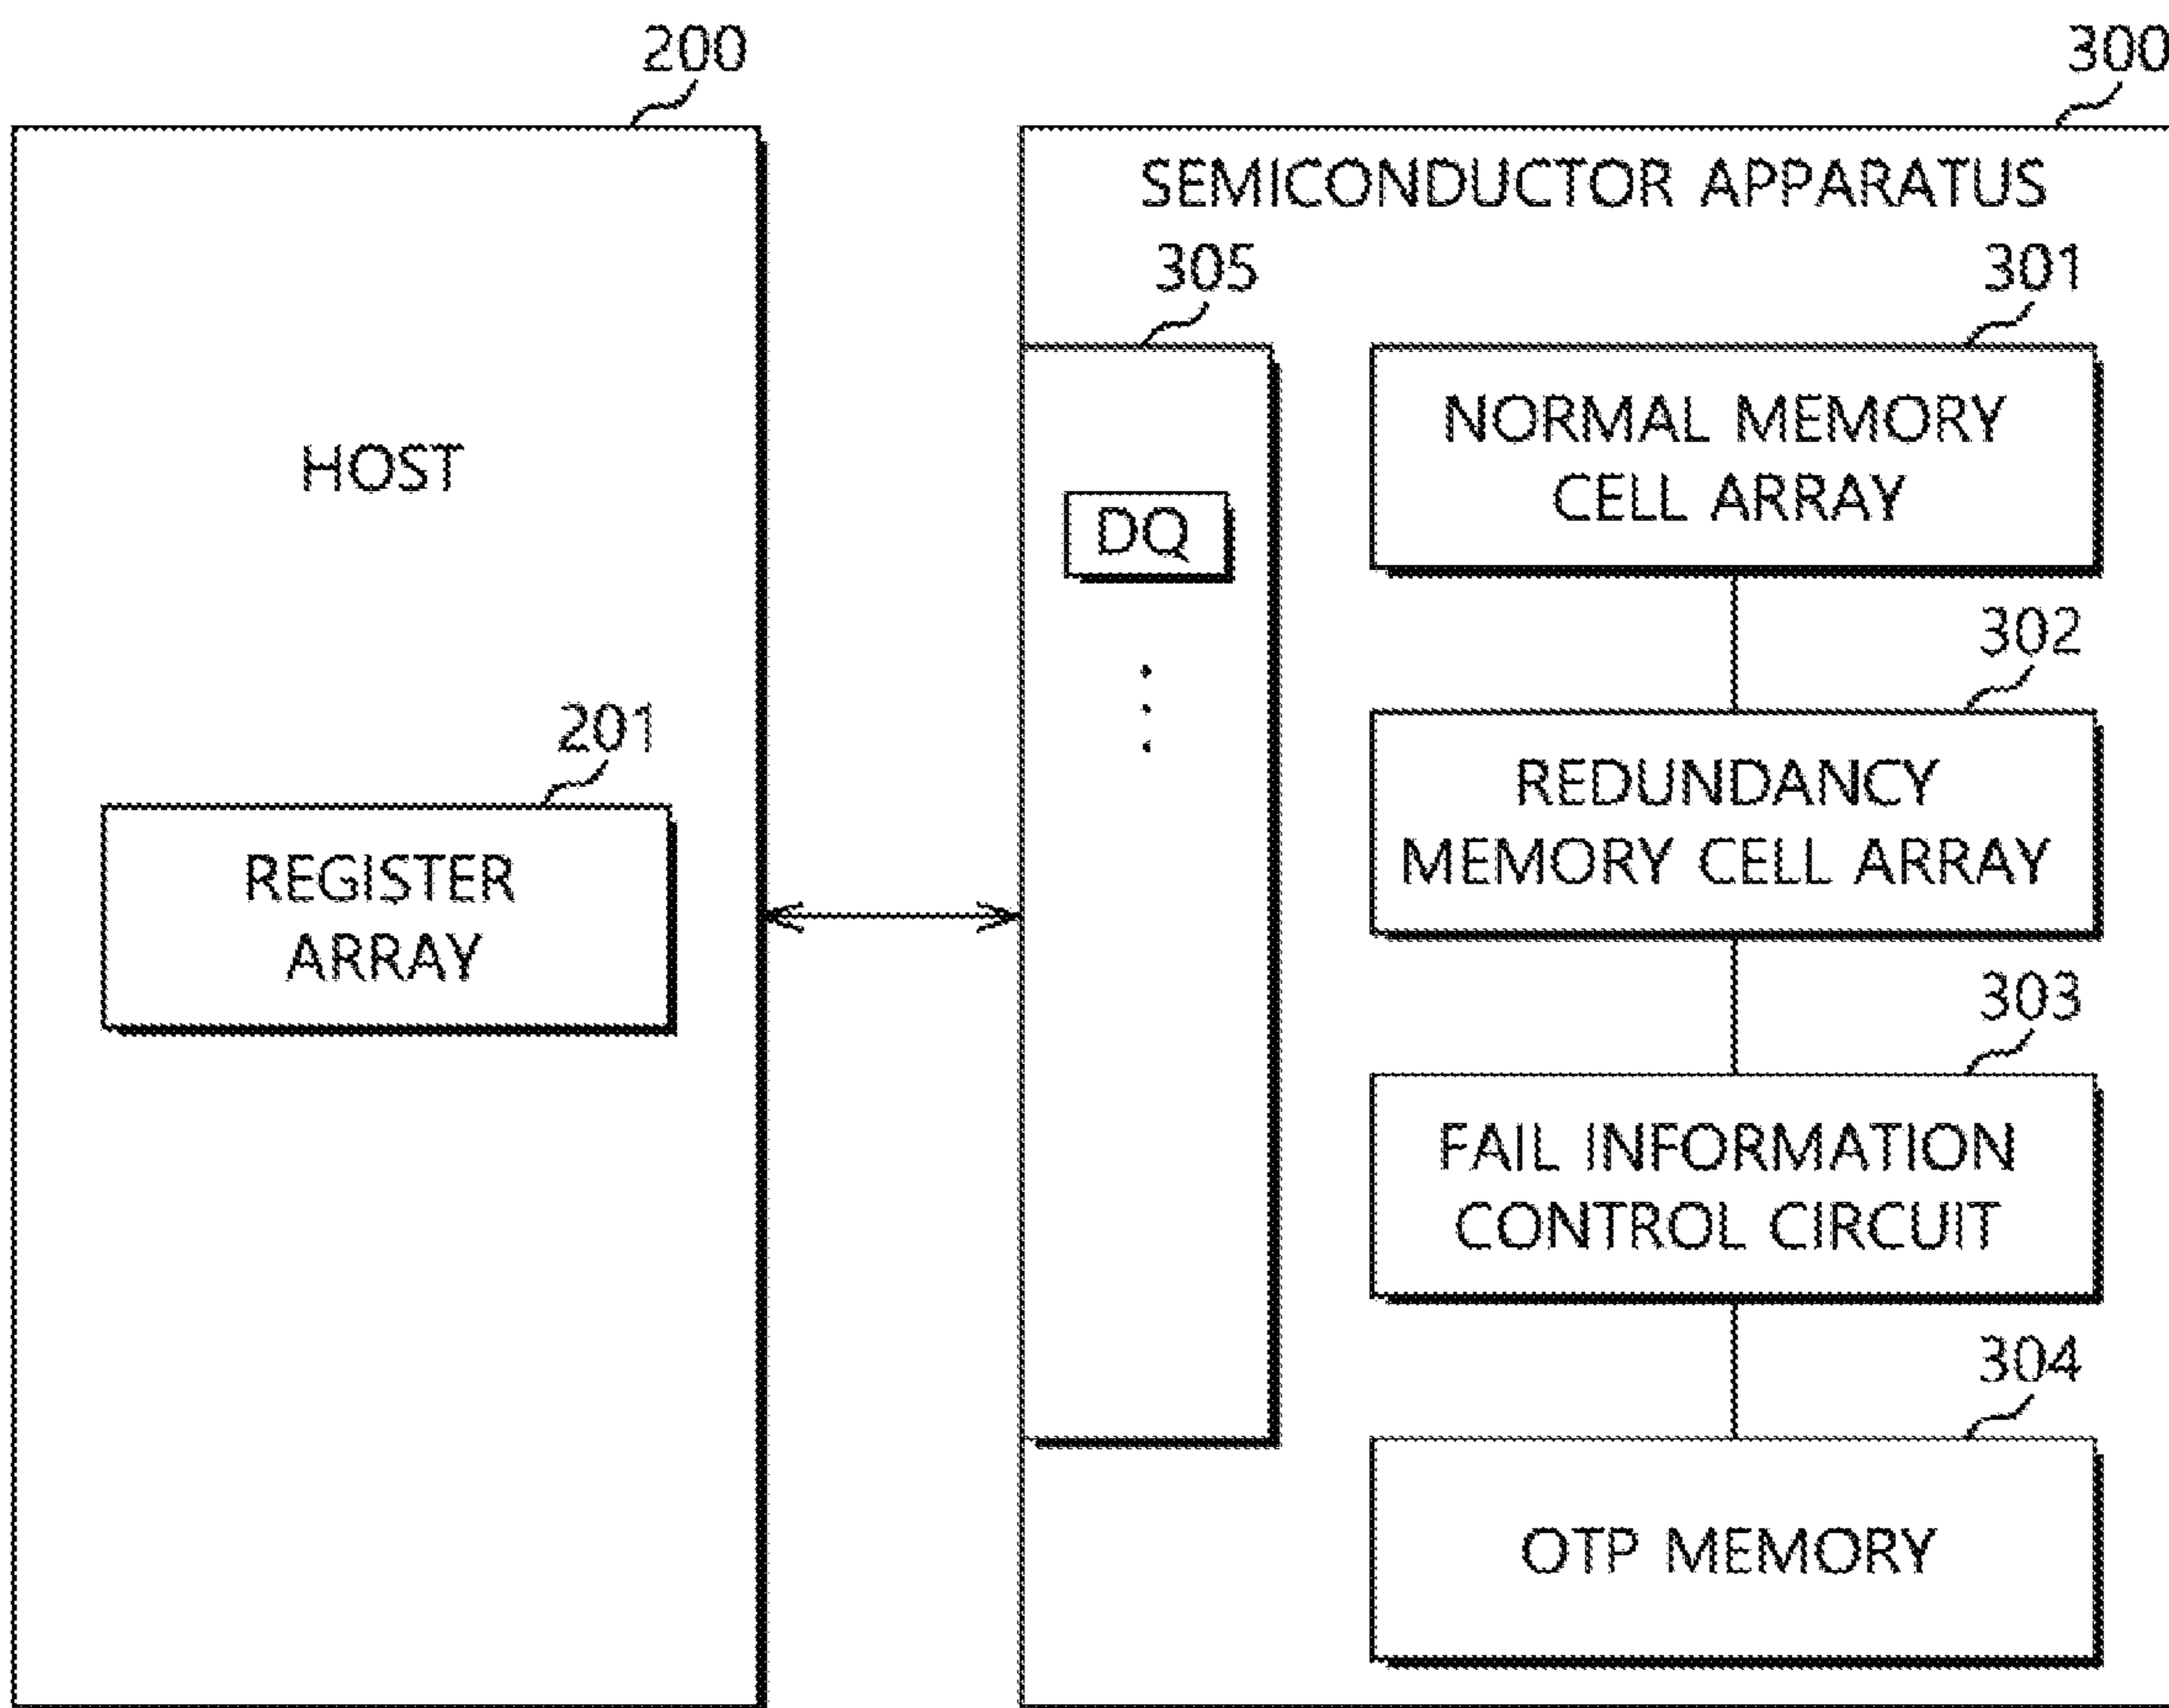 200
300
SEMICONDUCTOR APPARATUS
305
301
HOST
DQ
NORMAL MEMORY
CELL ARRAY
302
201
REGISTER
ARRAY
REDUNDANCY
MEMORY CELL ARRAY
303
FAIL INFORMATION
CONTROL CIRCUIT
304
OTP MEMORY